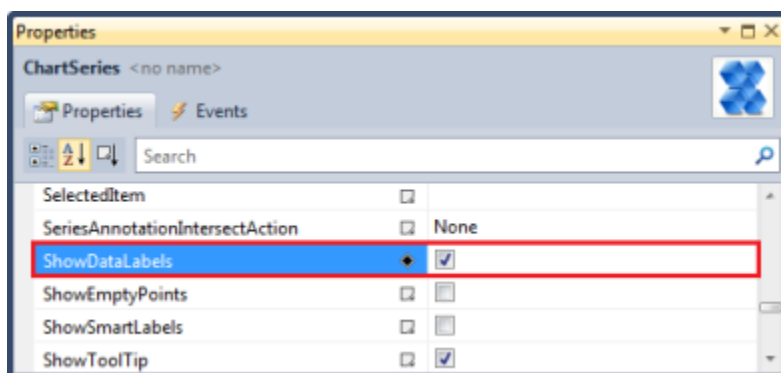 Properties
ChartSeries <no name>
Properties Events
Search
SelectedItem
SeriesAnnotationIntersectAction None
ShowDataLabels
ShowEmptyPoints
ShowSmartLabels
ShowToolTip